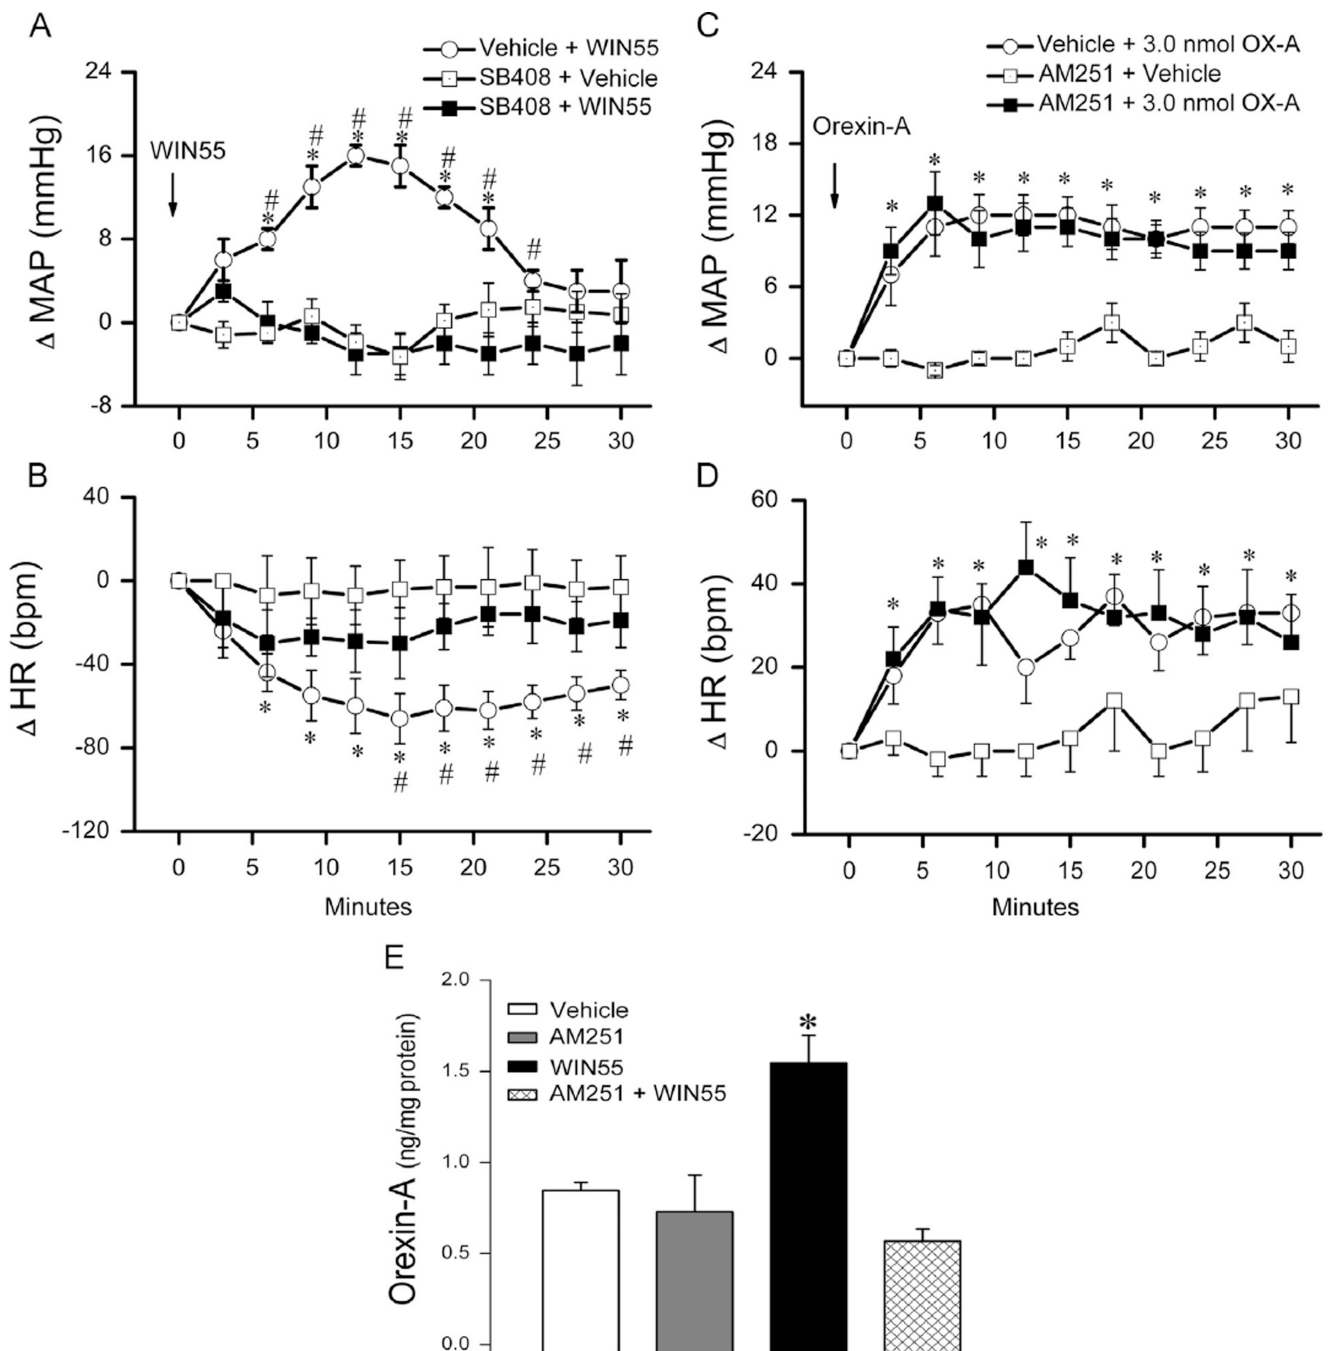 A
Vehicle + WIN55
SB408 + Vehicle
SB408 + WIN55
WIN55
Δ MAP (mmHg)
24
16
8
0
-8
# # # # # # #
* * * * * *
0 5 10 15 20 25 30
C
Vehicle + 3.0 nmol OX-A
AM251 + Vehicle
AM251 + 3.0 nmol OX-A
Orexin-A
Δ MAP (mmHg)
24
18
12
6
0
* * * * * * * * * *
0 5 10 15 20 25 30
B
Δ HR (bpm)
40
0
-40
-80
-120
* * * * * * * * *
# # # # # #
0 5 10 15 20 25 30
Minutes
D
Δ HR (bpm)
60
40
20
0
-20
* * * * * * * * * *
0 5 10 15 20 25 30
Minutes
E
Orexin-A (ng/mg protein)
2.0
1.5
1.0
0.5
0.0
Vehicle
AM251
WIN55
AM251 + WIN55
*